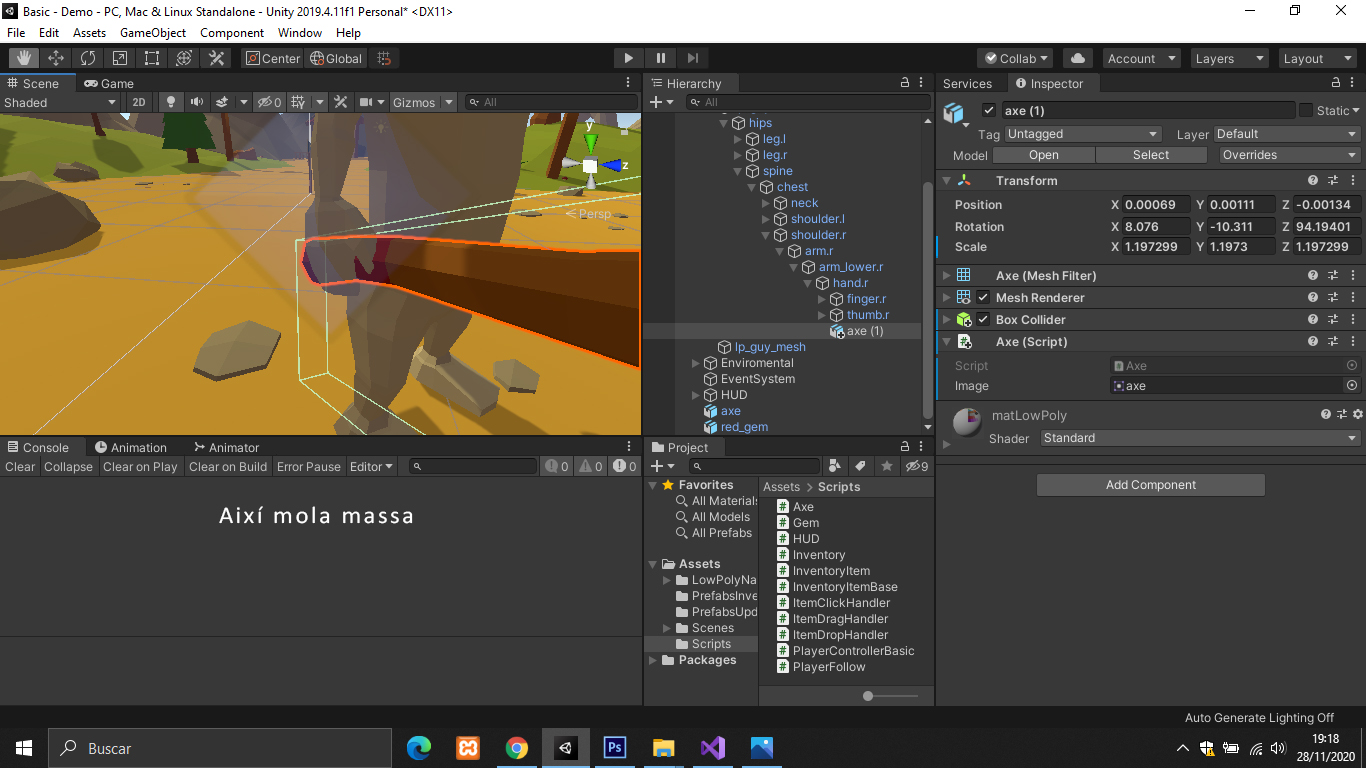 Basic - Demo - PC, Mac & Linux Standalone - Unity 2019.4.11f1 Personal* <DX11>
File Edit Assets GameObject Component Window Help
Center Global Collab Account Layers Layout
Scene Game
Shaded 2D 0 Gizmos All
y
z
Persp
Hierarchy
All
hips
leg.l
leg.r
spine
chest
neck
shoulder.l
shoulder.r
arm.r
arm_lower.r
hand.r
finger.r
thumb.r
axe (1)
lp_guy_mesh
Enviromental
EventSystem
HUD
axe
red_gem
Services Inspector
axe (1) Static
Tag Untagged Layer Default
Model Open Select Overrides
Transform
Position X 0.00069 Y 0.00111 Z -0.00134
Rotation X 8.076 Y -10.311 Z 94.19401
Scale X 1.197299 Y 1.1973 Z 1.197299
Axe (Mesh Filter)
Mesh Renderer
Box Collider
Axe (Script)
Script Axe
Image axe
matLowPoly
Shader Standard
Add Component
Console Animation Animator
Clear Collapse Clear on Play Clear on Build Error Pause Editor 0 0 0
Així mola massa
Project
9
Favorites
All Materials
All Models
All Prefabs
Assets
LowPolyNa
PrefabsInve
PrefabsUpd
Scenes
Scripts
Packages
Assets > Scripts
Axe
Gem
HUD
Inventory
InventoryItem
InventoryItemBase
ItemClickHandler
ItemDragHandler
ItemDropHandler
PlayerControllerBasic
PlayerFollow
Auto Generate Lighting Off
Buscar
Ps
19:18
28/11/2020